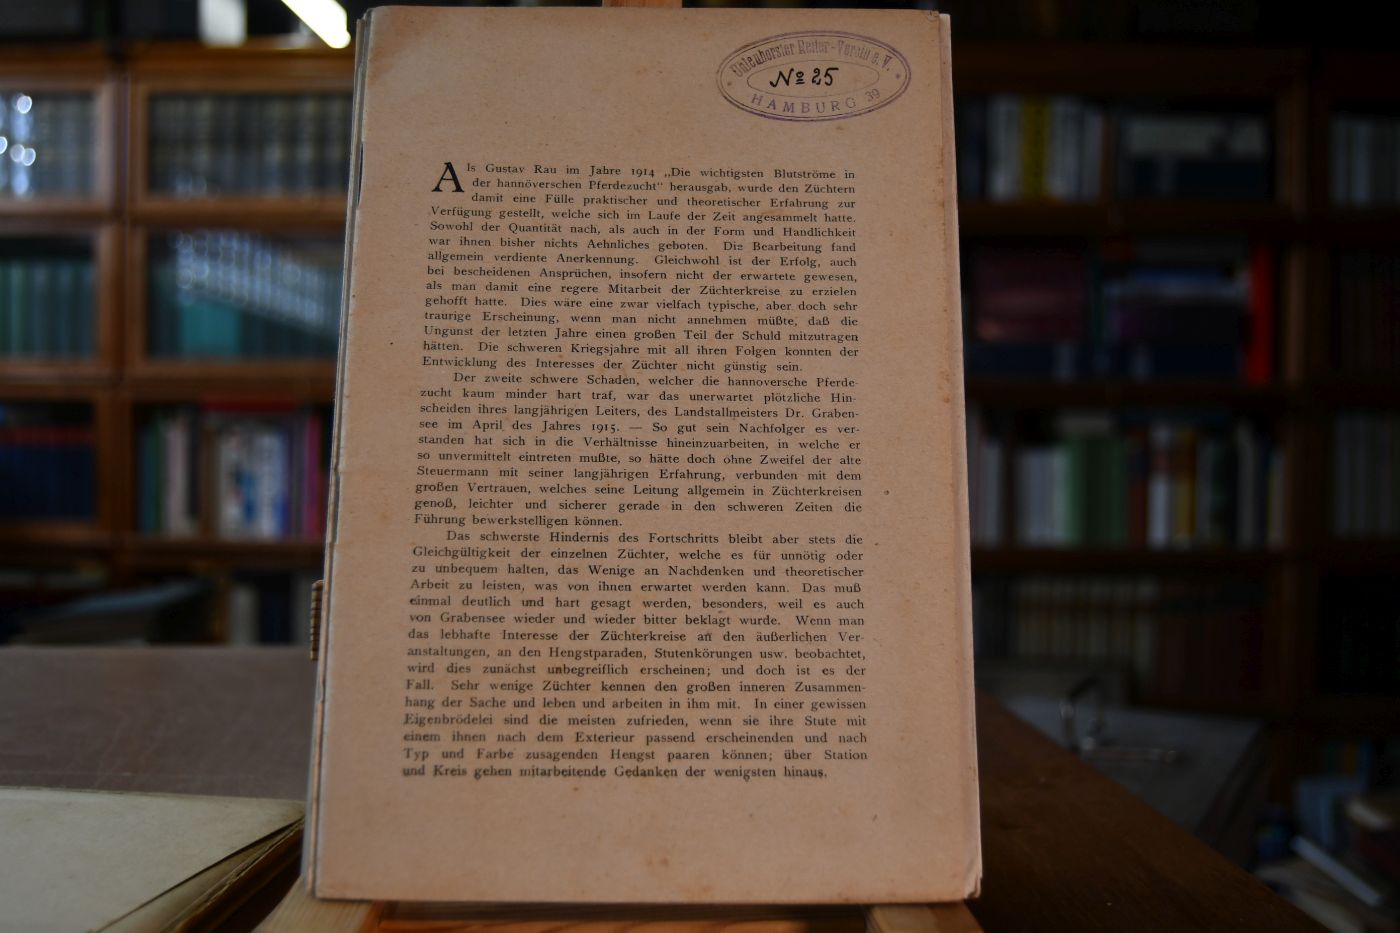 Uhlenhorster Reiter-Verein e. V.
No 25
HAMBURG 39
Als Gustav Rau im Jahre 1914 „Die wichtigsten Blutströme in
der hannöverschen Pferdezucht“ herausgab, wurde den Züchtern
damit eine Fülle praktischer und theoretischer Erfahrung zur
Verfügung gestellt, welche sich im Laufe der Zeit angesammelt hatte.
Sowohl der Quantität nach, als auch in der Form und Handlichkeit
war ihnen bisher nichts Aehnliches geboten. Die Bearbeitung fand
allgemein verdiente Anerkennung. Gleichwohl ist der Erfolg, auch
bei bescheidenen Ansprüchen, insofern nicht der erwartete gewesen,
als man damit eine regere Mitarbeit der Züchterkreise zu erzielen
gehofft hatte. Dies wäre eine zwar vielfach typische, aber doch sehr
traurige Erscheinung, wenn man nicht annehmen müßte, daß die
Ungunst der letzten Jahre einen großen Teil der Schuld mitzutragen
hätten. Die schweren Kriegsjahre mit all ihren Folgen konnten der
Entwicklung des Interesses der Züchter nicht günstig sein.
Der zweite schwere Schaden, welcher die hannoversche Pferde-
zucht kaum minder hart traf, war das unerwartet plötzliche Hin-
scheiden ihres langjährigen Leiters, des Landstallmeisters Dr. Graben-
see im April des Jahres 1915. — So gut sein Nachfolger es ver-
standen hat sich in die Verhältnisse hineinzuarbeiten, in welche er
so unvermittelt eintreten mußte, so hätte doch ohne Zweifel der alte
Steuermann mit seiner langjährigen Erfahrung, verbunden mit dem
großen Vertrauen, welches seine Leitung allgemein in Züchterkreisen
genoß, leichter und sicherer gerade in den schweren Zeiten die
Führung bewerkstelligen können.
Das schwerste Hindernis des Fortschritts bleibt aber stets die
Gleichgültigkeit der einzelnen Züchter, welche es für unnötig oder
zu unbequem halten, das Wenige an Nachdenken und theoretischer
Arbeit zu leisten, was von ihnen erwartet werden kann. Das muß
einmal deutlich und hart gesagt werden, besonders, weil es auch
von Grabensee wieder und wieder bitter beklagt wurde. Wenn man
das lebhafte Interesse der Züchterkreise an den äußerlichen Ver-
anstaltungen, an den Hengstparaden, Stutenkörungen usw. beobachtet,
wird dies zunächst unbegreiflich erscheinen; und doch ist es der
Fall. Sehr wenige Züchter kennen den großen inneren Zusammen-
hang der Sache und leben und arbeiten in ihm mit. In einer gewissen
Eigenbrödelei sind die meisten zufrieden, wenn sie ihre Stute mit
einem ihnen nach dem Exterieur passend erscheinenden und nach
Typ und Farbe zusagenden Hengst paaren können; über Station
und Kreis gehen mitarbeitende Gedanken der wenigsten hinaus.